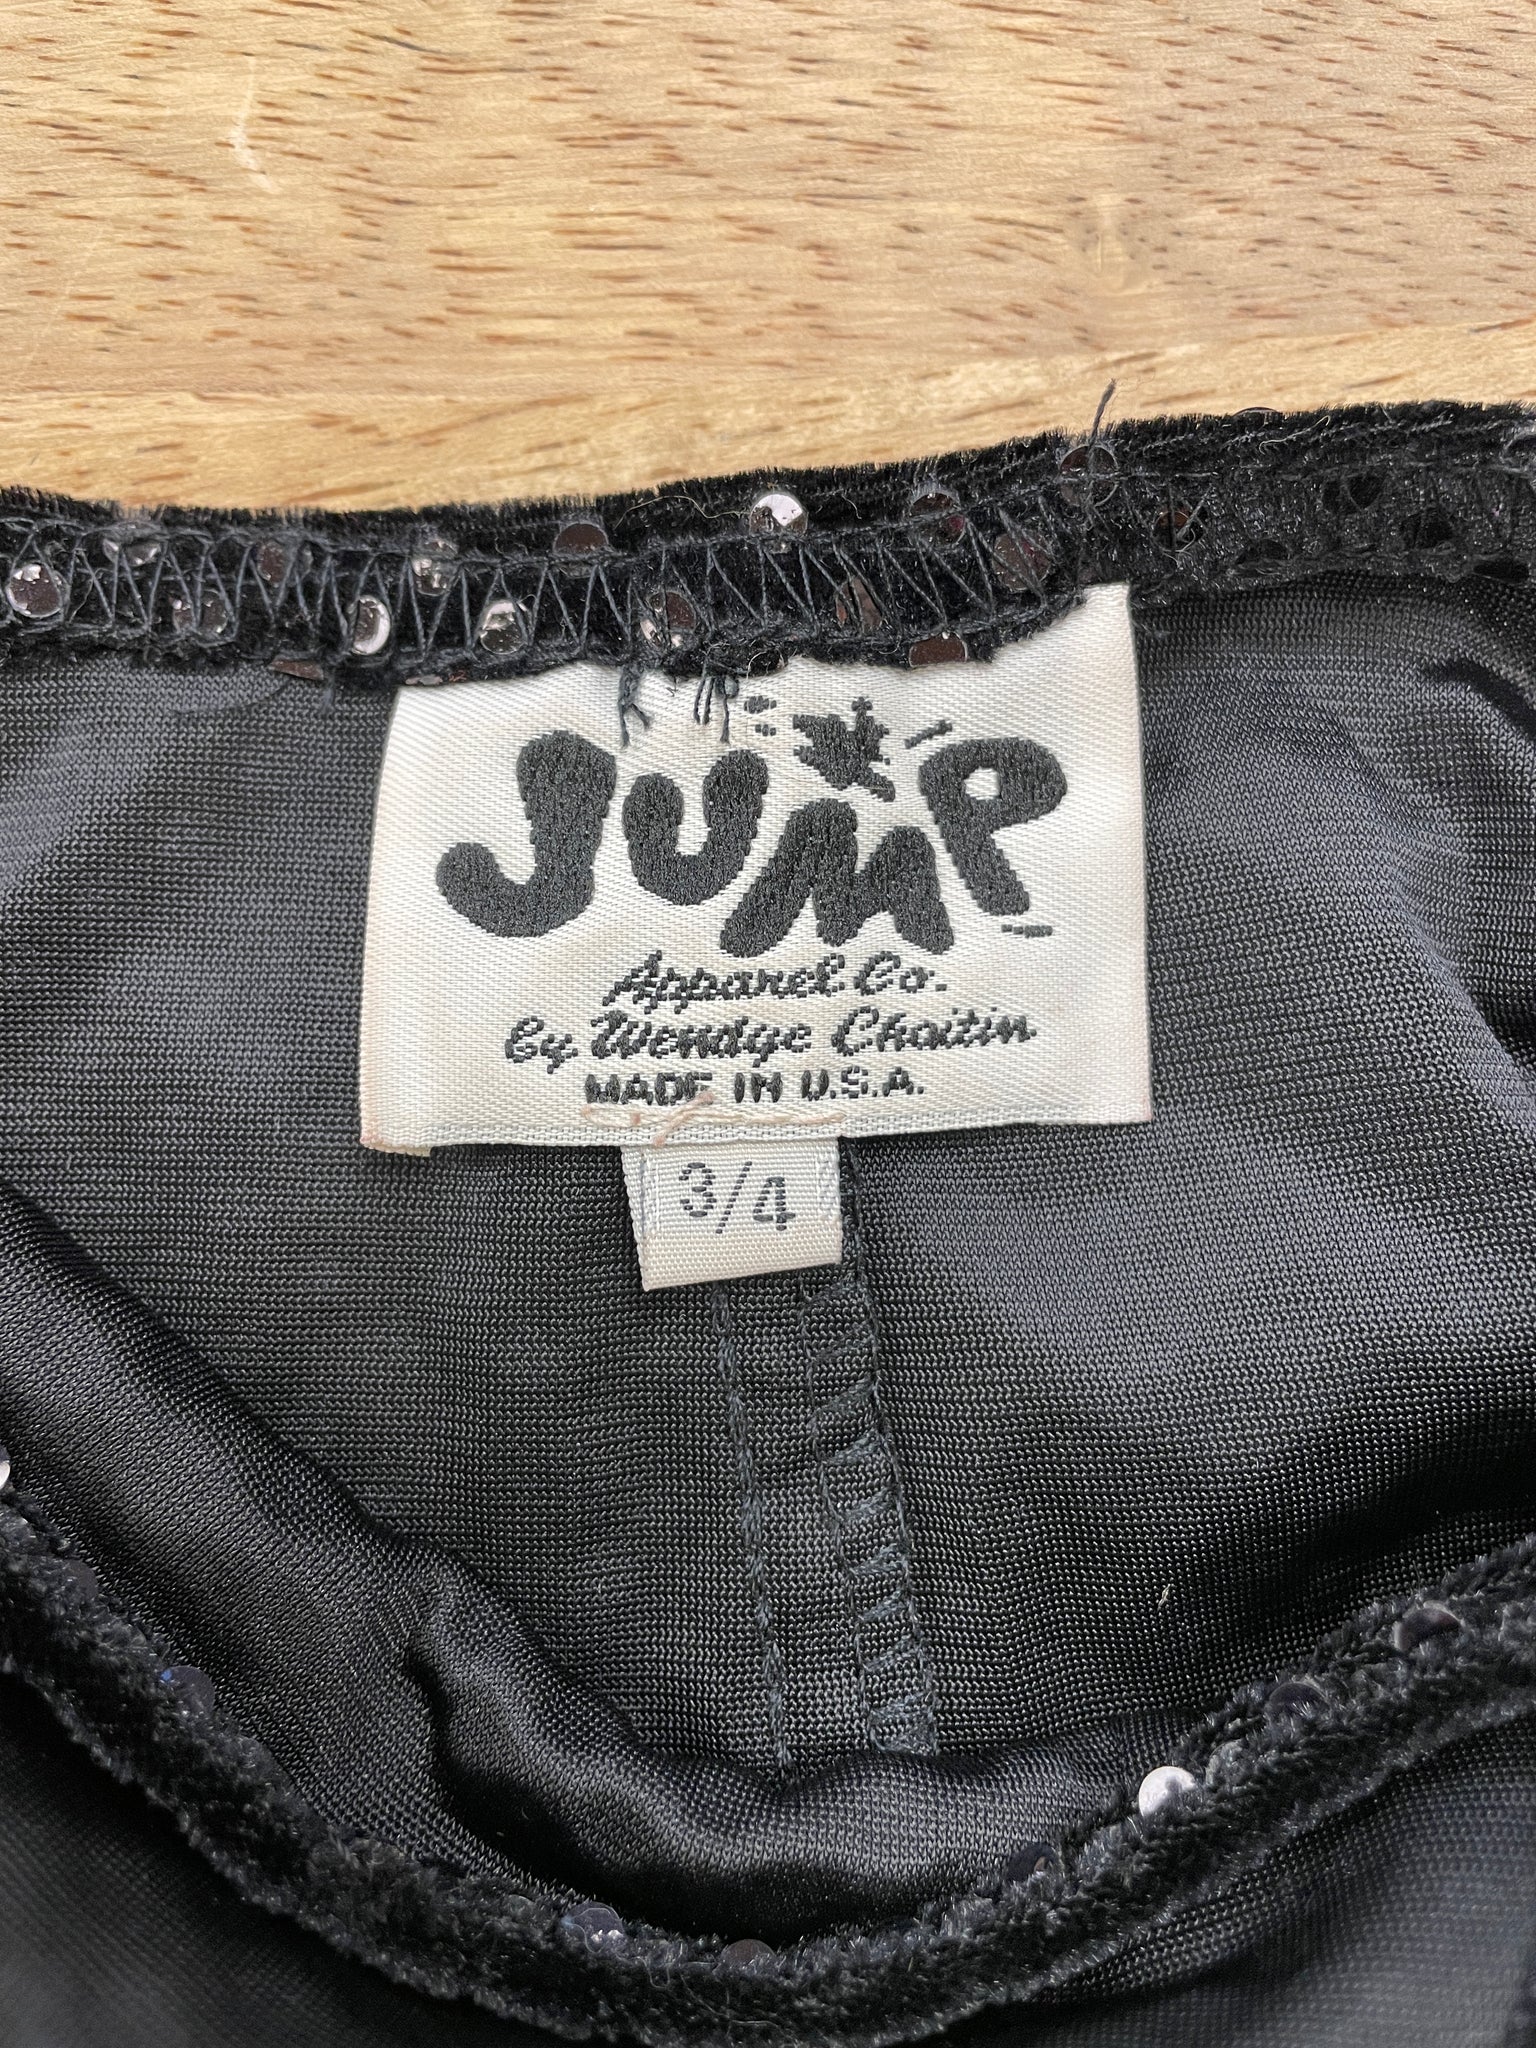 JUMP
Apparel Co.
by Wendye Chaitin
MADE IN U.S.A.
3/4